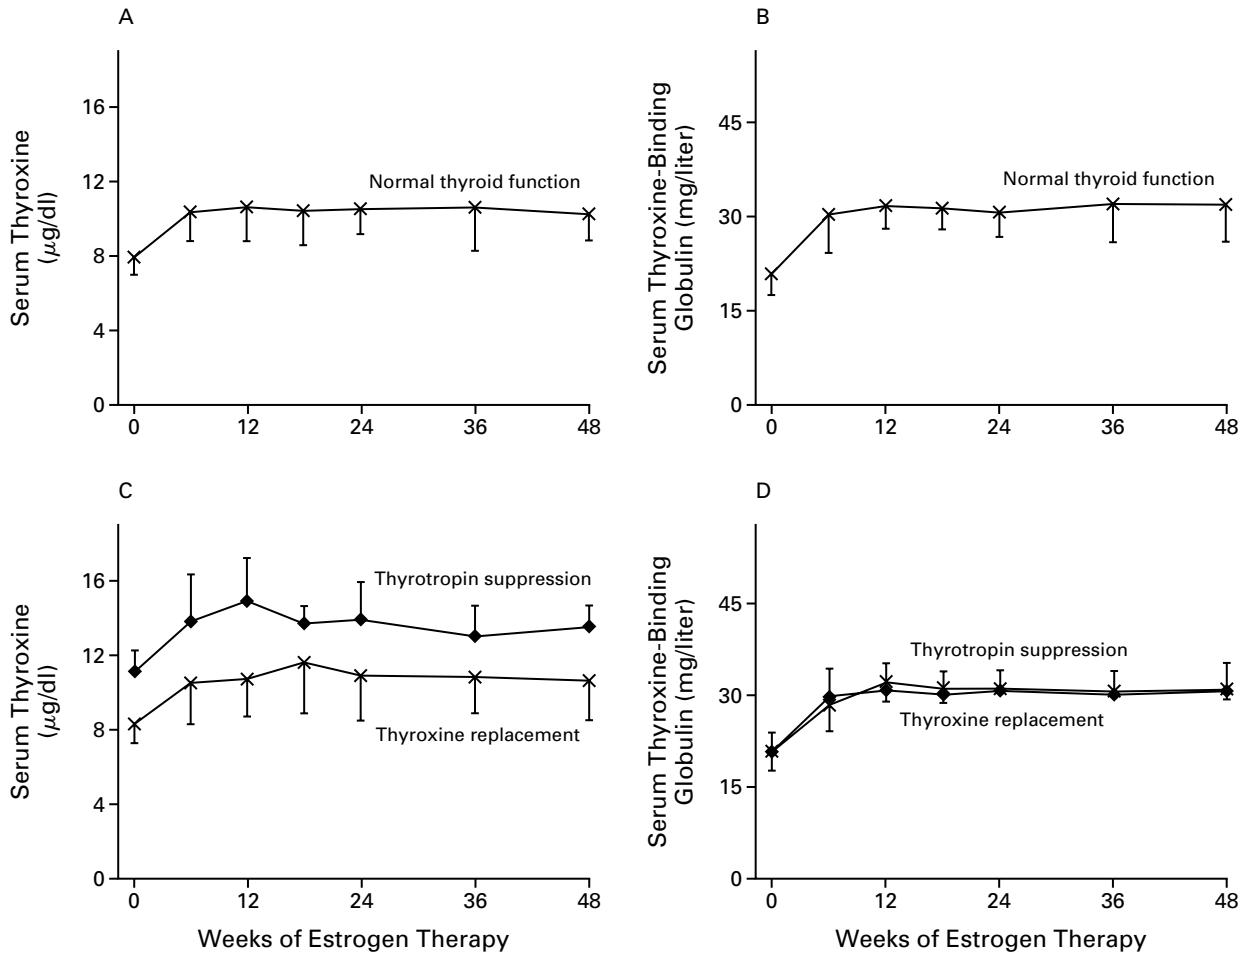 A
Serum Thyroxine
(μg/dl)
16
12
8
4
0
Normal thyroid function
0 12 24 36 48
B
Serum Thyroxine-Binding
Globulin (mg/liter)
45
30
15
0
Normal thyroid function
0 12 24 36 48
C
Serum Thyroxine
(μg/dl)
16
12
8
4
0
Thyrotropin suppression
Thyroxine replacement
0 12 24 36 48
Weeks of Estrogen Therapy
D
Serum Thyroxine-Binding
Globulin (mg/liter)
45
30
15
0
Thyrotropin suppression
Thyroxine replacement
0 12 24 36 48
Weeks of Estrogen Therapy